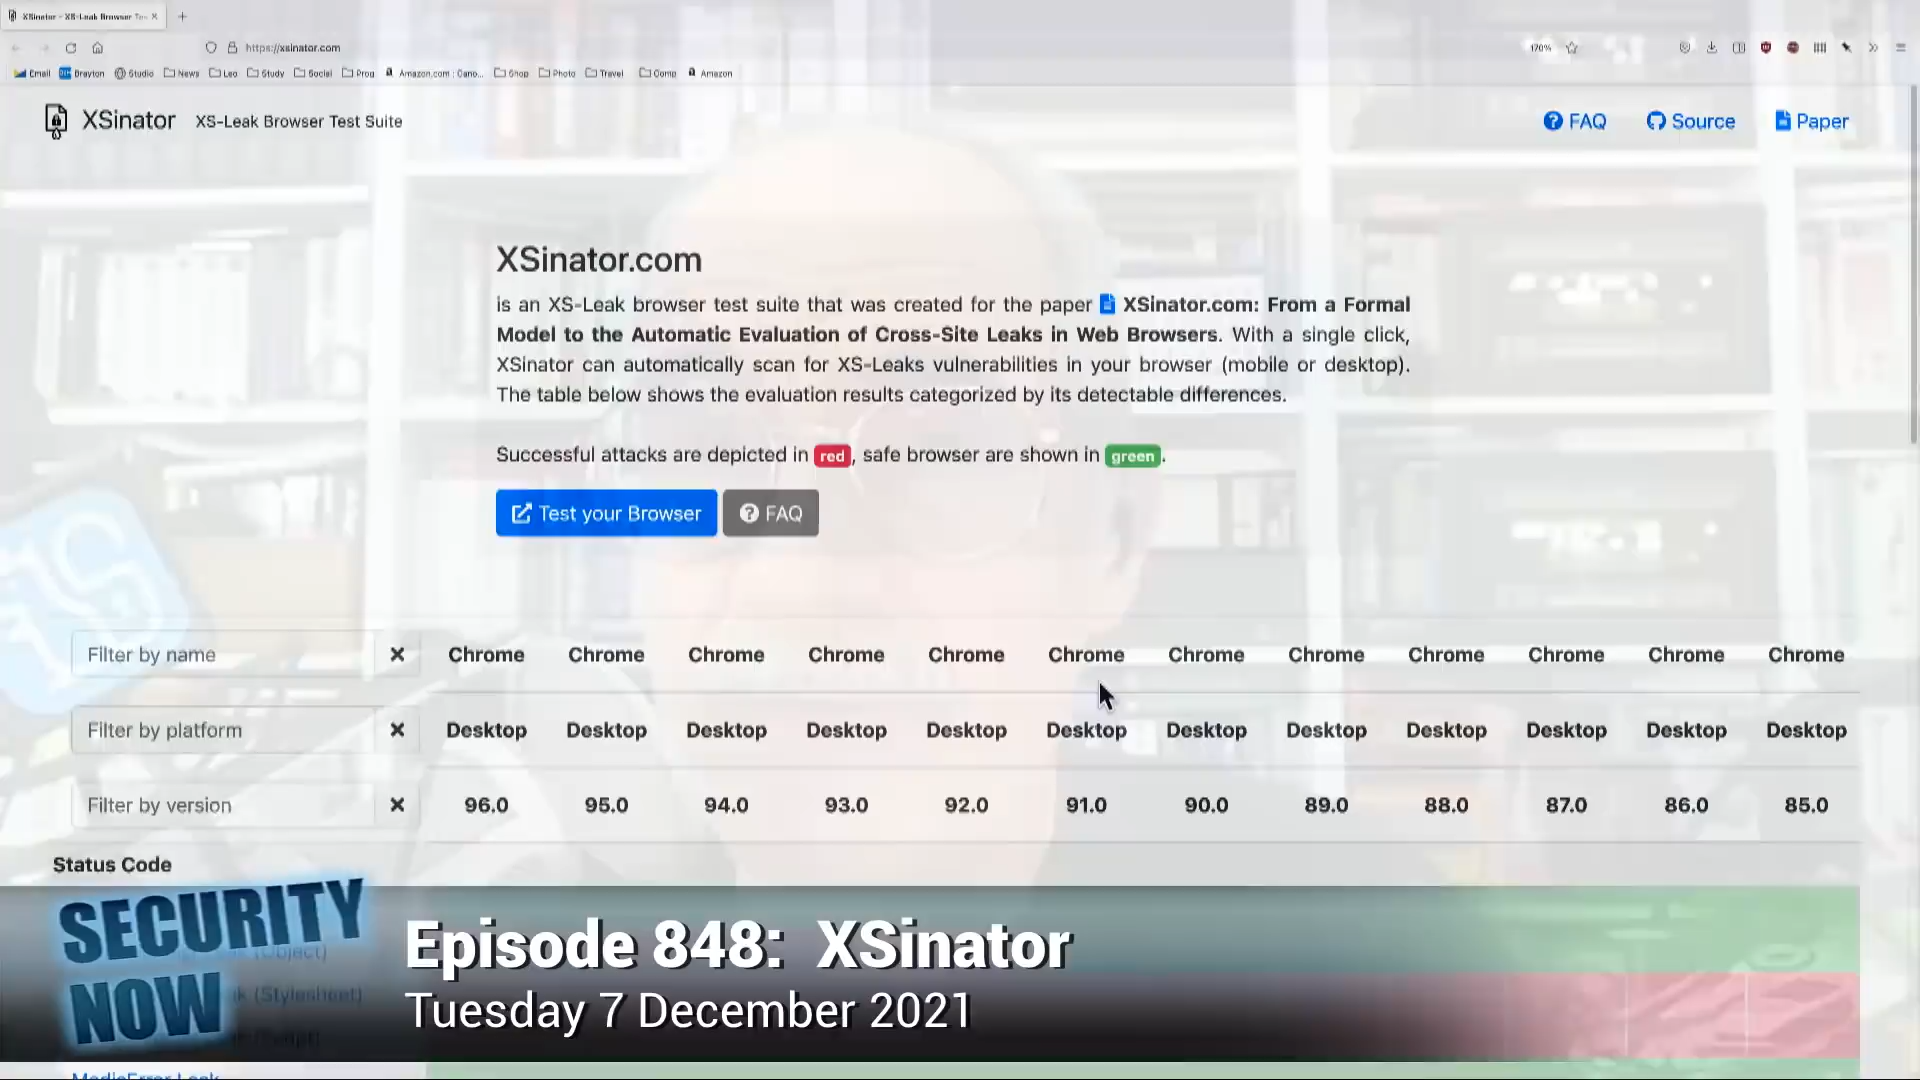 XSinator - XS-Leak Browser Tes
https://xsinator.com
170%
Email
Drayton
Studio
News
Leo
Study
Social
Prog
Amazon.com : Cano...
Shop
Photo
Travel
Comp
Amazon
XSinator XS-Leak Browser Test Suite
FAQ
Source
Paper
XSinator.com
is an XS-Leak browser test suite that was created for the paper XSinator.com: From a Formal
Model to the Automatic Evaluation of Cross-Site Leaks in Web Browsers. With a single click,
XSinator can automatically scan for XS-Leaks vulnerabilities in your browser (mobile or desktop).
The table below shows the evaluation results categorized by its detectable differences.
Successful attacks are depicted in red, safe browser are shown in green.
Test your Browser
FAQ
Filter by name Chrome Chrome Chrome Chrome Chrome Chrome Chrome Chrome Chrome Chrome Chrome Chrome
Filter by platform Desktop Desktop Desktop Desktop Desktop Desktop Desktop Desktop Desktop Desktop Desktop Desktop
Filter by version 96.0 95.0 94.0 93.0 92.0 91.0 90.0 89.0 88.0 87.0 86.0 85.0
Status Code
(Object)
(Stylesheet)
MediaError Leak
SECURITY
NOW
Episode 848: XSinator
Tuesday 7 December 2021